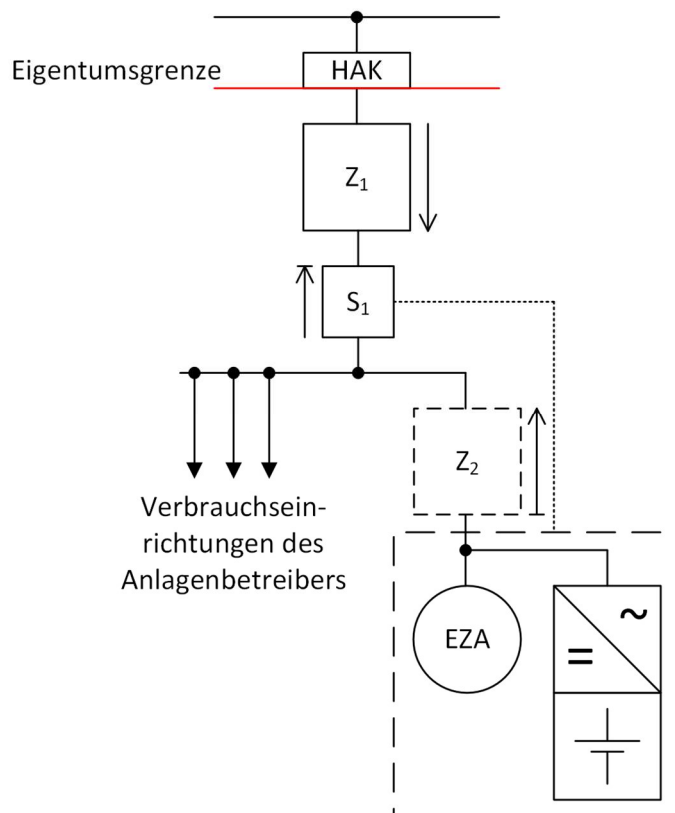 Eigentumsgrenze
HAK
Z₁
S₁
Z₂
Verbrauchsein-
richtungen des
Anlagenbetreibers
EZA
~
=